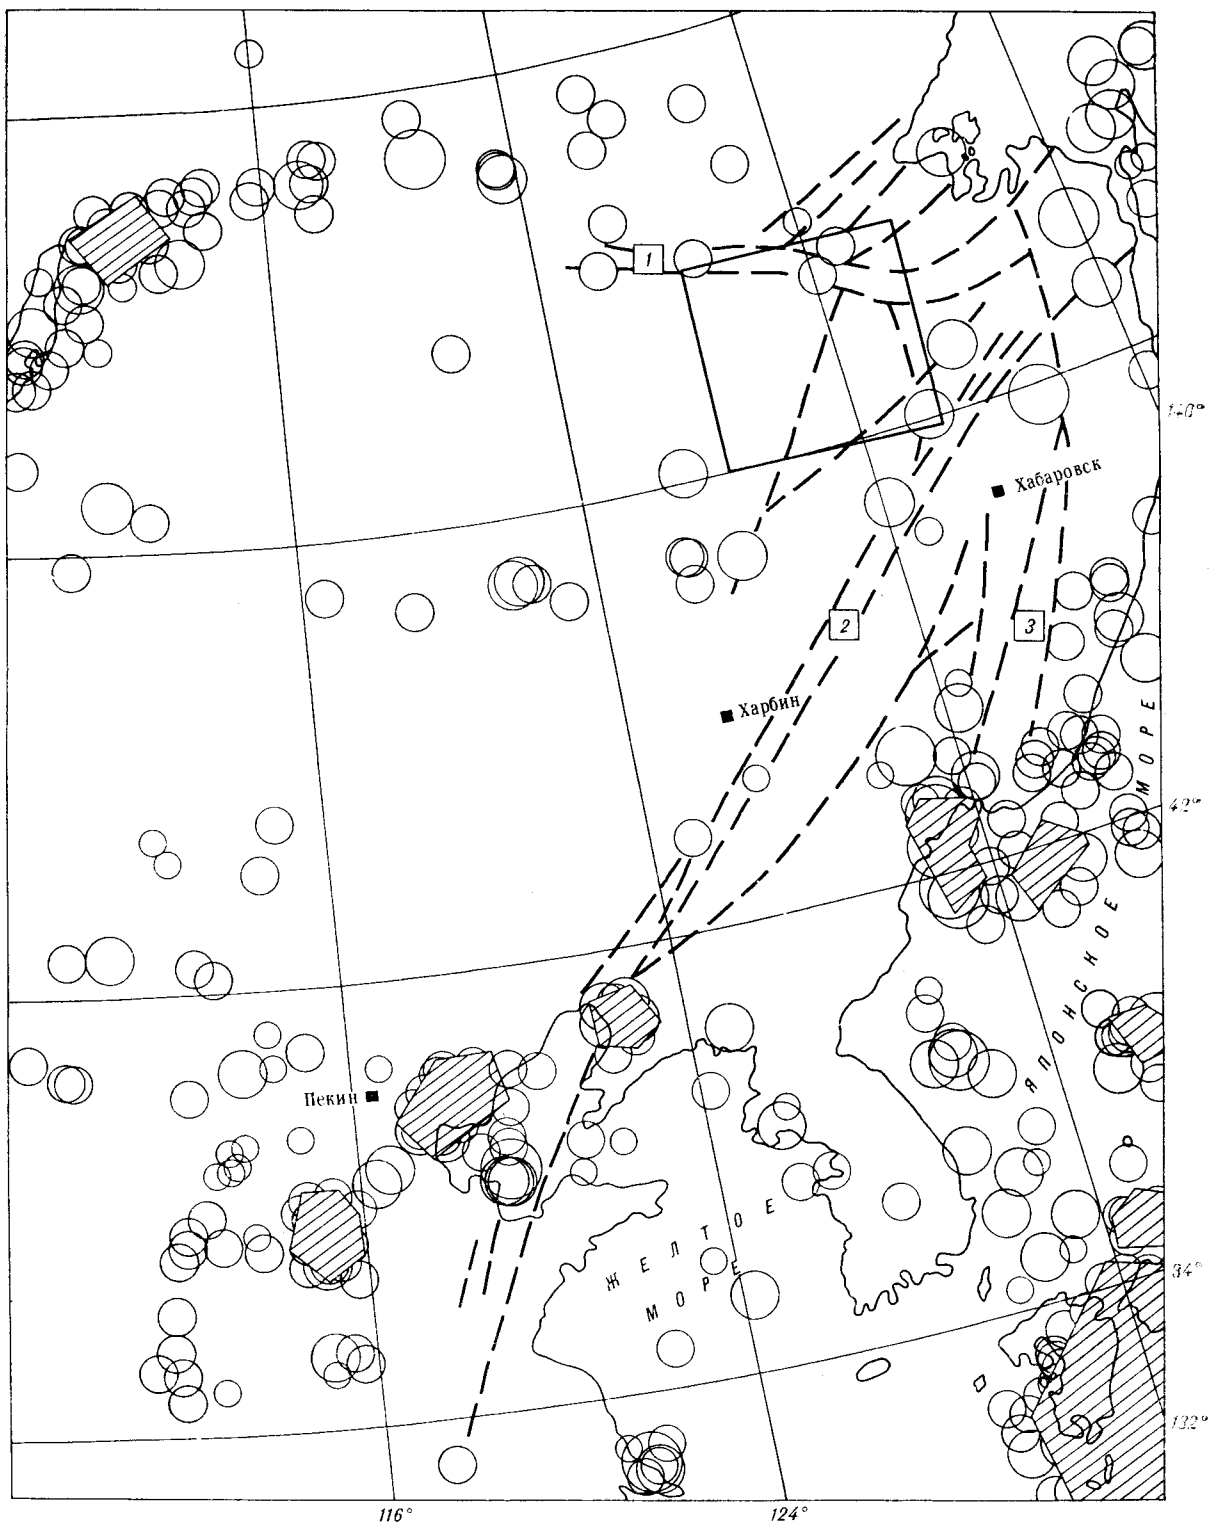 1
140°
Хабаровск
2
3
Харбин
ЯПОНСКОЕ МОРЕ
42°
Пекин
ЖЕЛТОЕ
МОРЕ
34°
132°
116°
124°